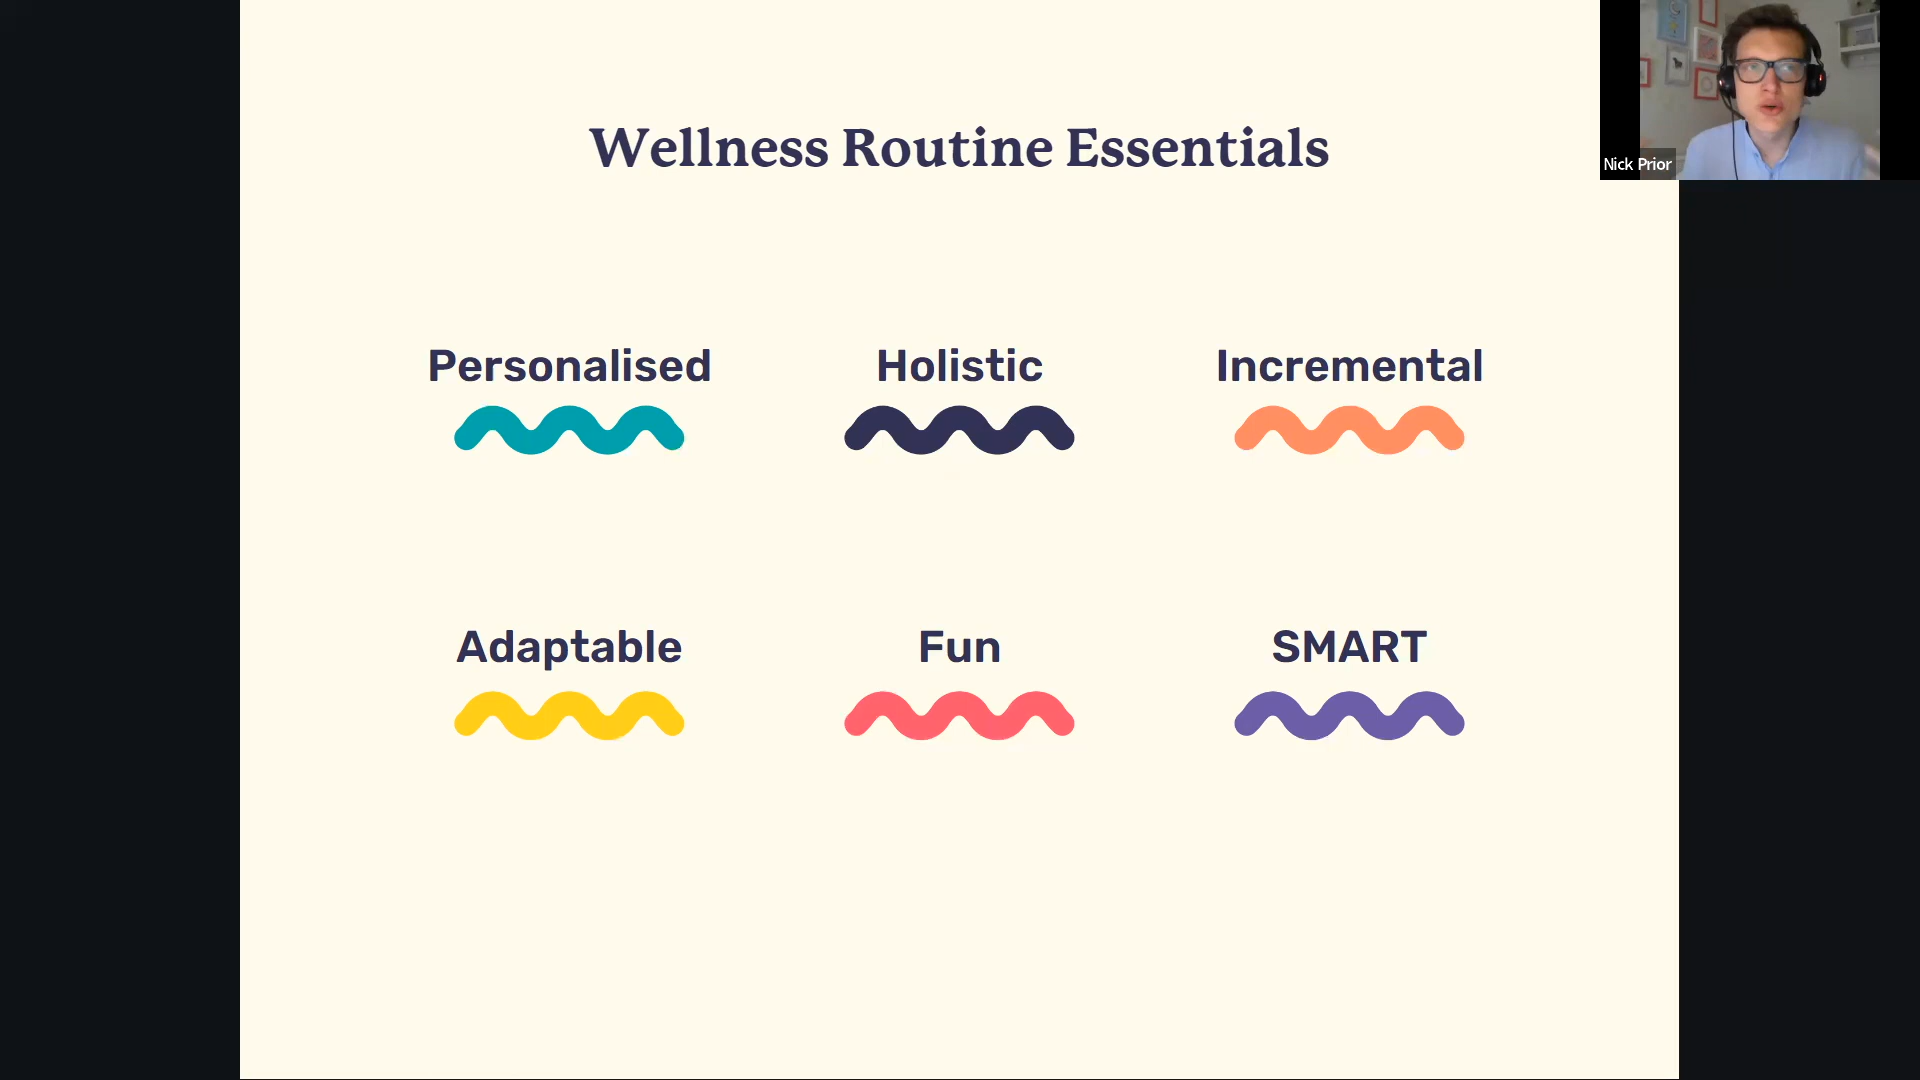 Wellness Routine Essentials
Nick Prior
Personalised
Holistic
Incremental
Adaptable
Fun
SMART